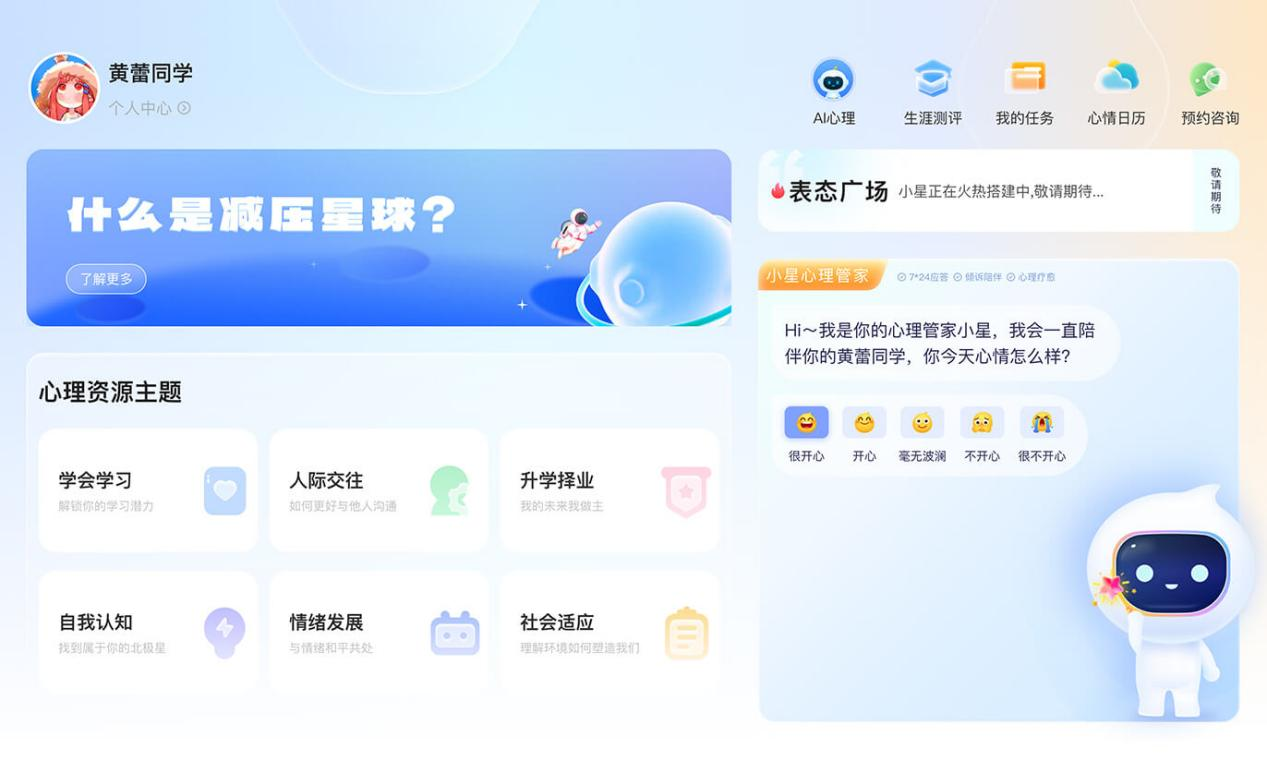 黄蕾同学
个人中心
AI心理
生涯测评
我的任务
心情日历
预约咨询
什么是减压星球？
了解更多
表态广场 小星正在火热搭建中,敬请期待...
敬请期待
小星心理管家 7*24应答 倾诉陪伴 心理疗愈
Hi～我是你的心理管家小星，我会一直陪
伴你的黄蕾同学，你今天心情怎么样?
很开心
开心
毫无波澜
不开心
很不开心
心理资源主题
学会学习
解锁你的学习潜力
人际交往
如何更好与他人沟通
升学择业
我的未来我做主
自我认知
找到属于你的北极星
情绪发展
与情绪和平共处
社会适应
理解环境如何塑造我们